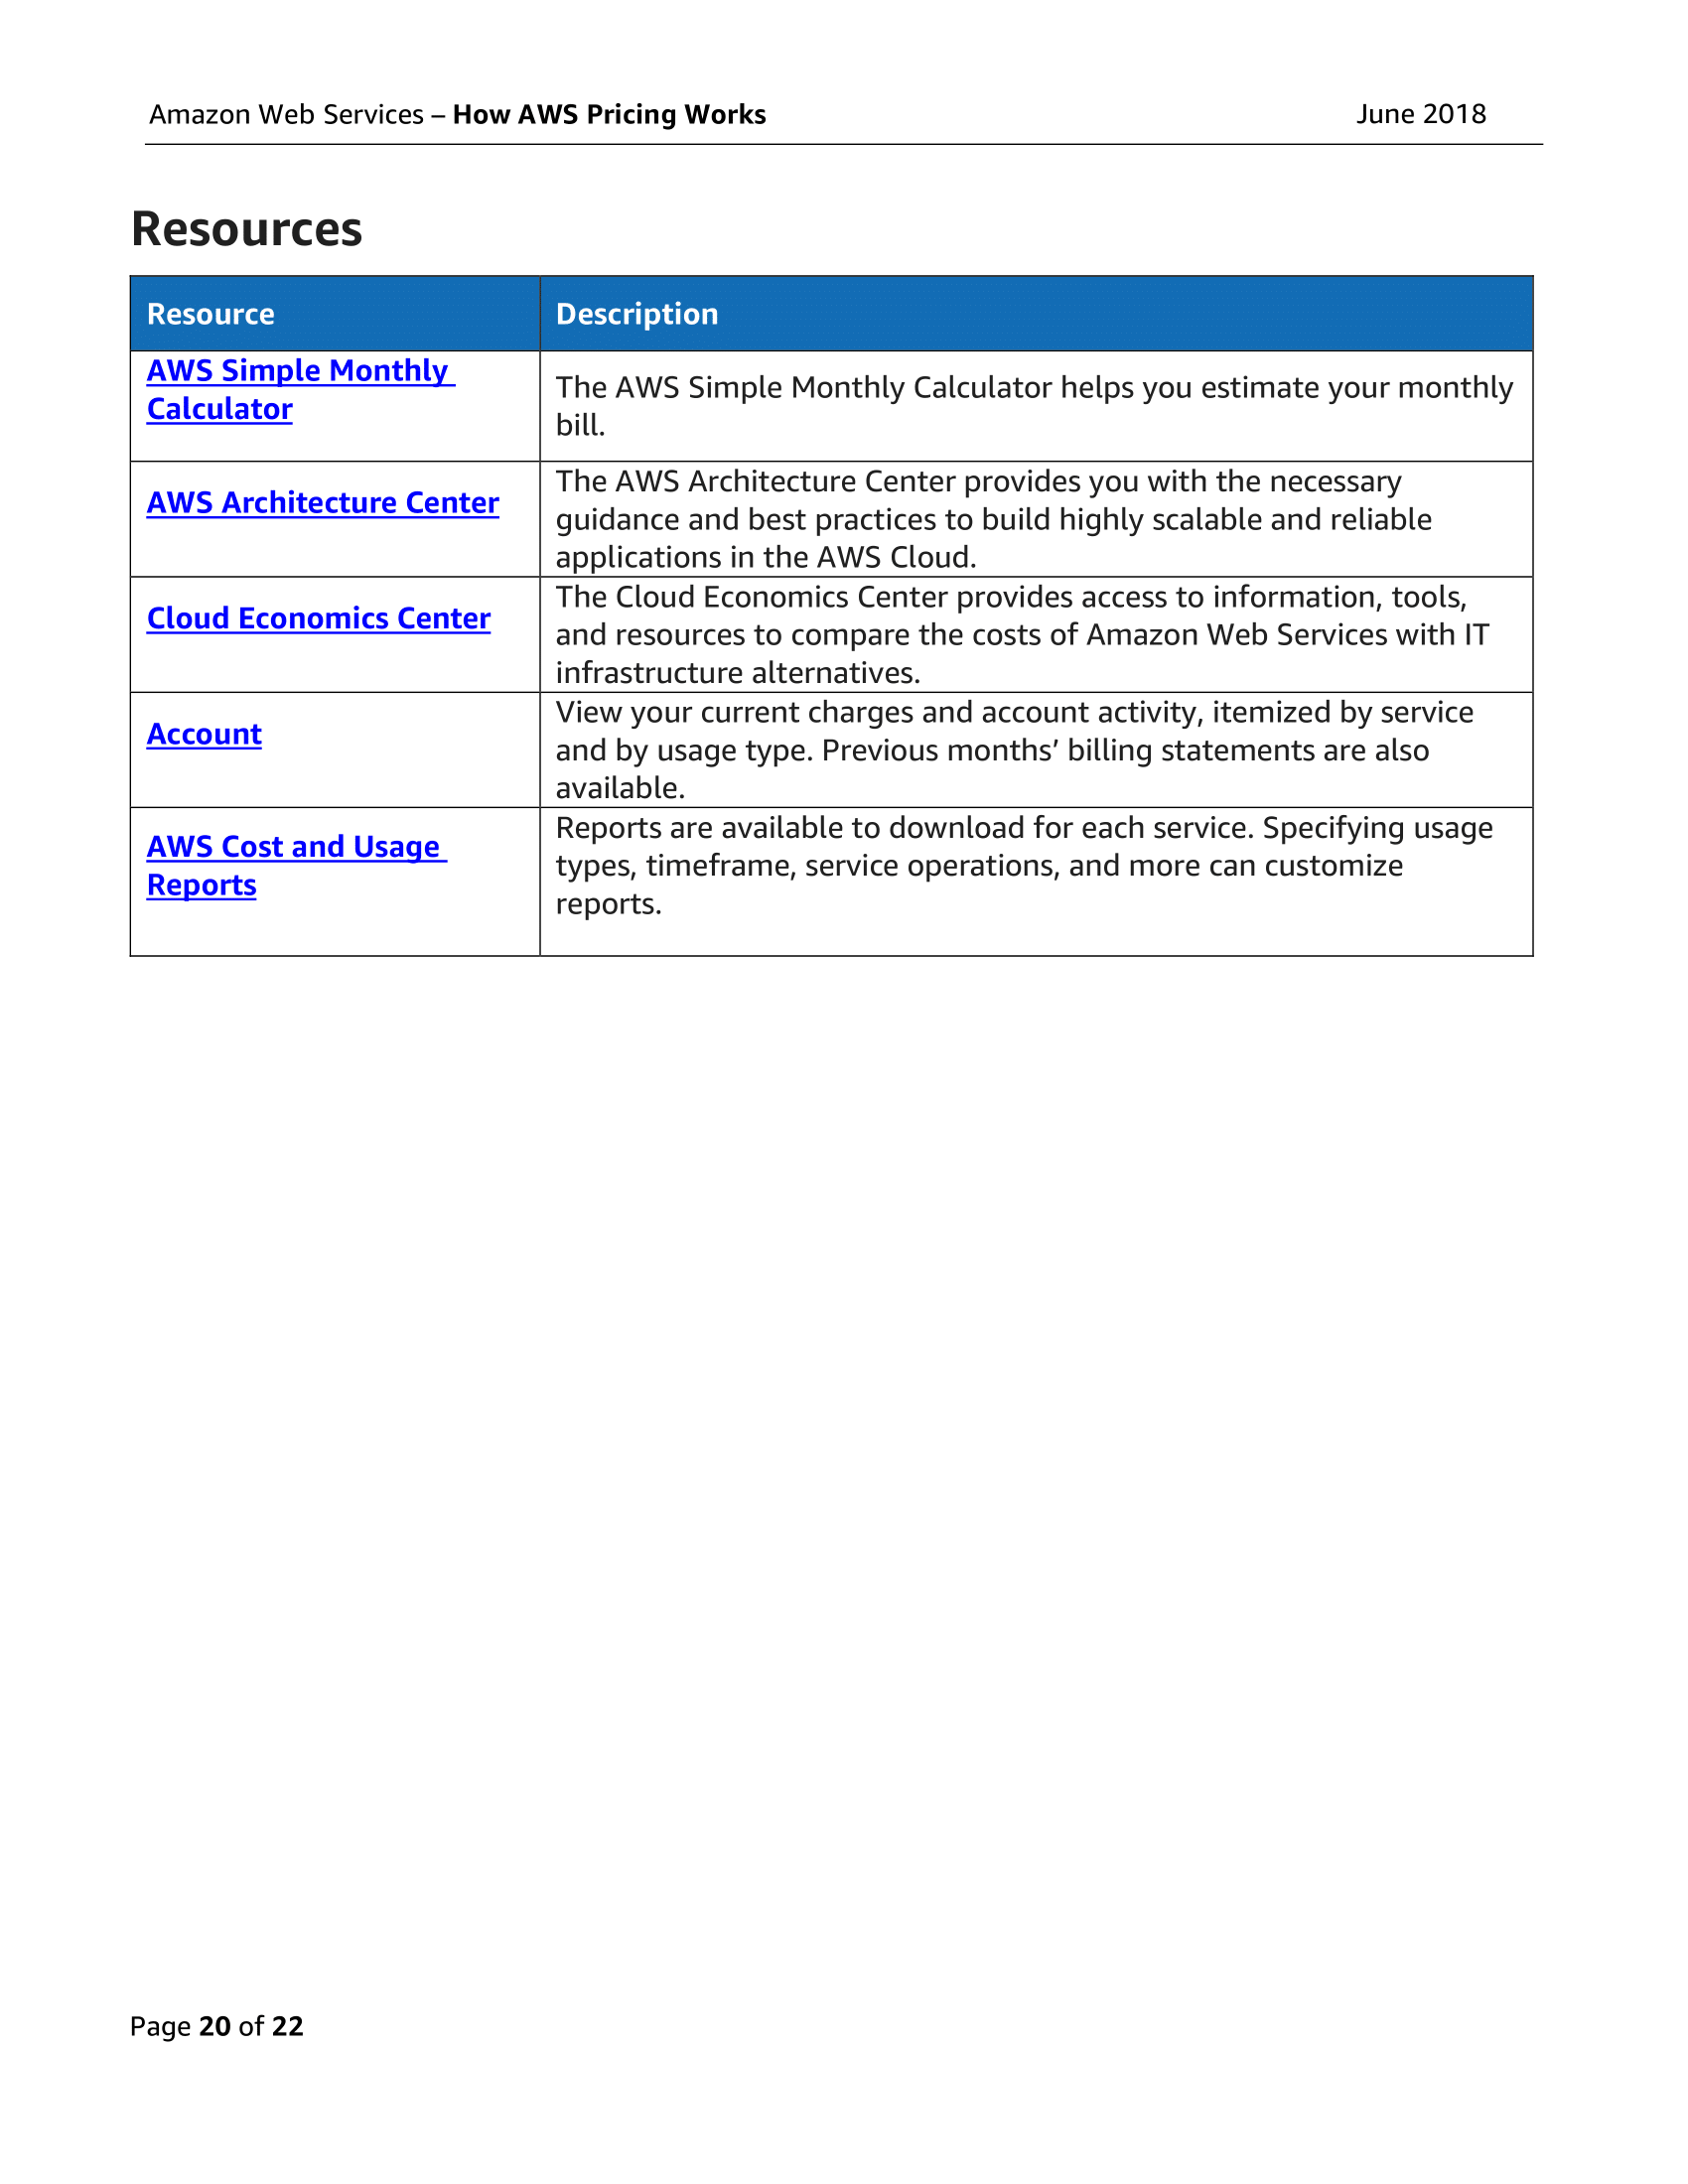 Amazon Web Services – How AWS Pricing Works June 2018
Resources
Resource Description
AWS Simple Monthly
Calculator
The AWS Simple Monthly Calculator helps you estimate your monthly
bill.
AWS Architecture Center
The AWS Architecture Center provides you with the necessary
guidance and best practices to build highly scalable and reliable
applications in the AWS Cloud.
Cloud Economics Center
The Cloud Economics Center provides access to information, tools,
and resources to compare the costs of Amazon Web Services with IT
infrastructure alternatives.
Account
View your current charges and account activity, itemized by service
and by usage type. Previous months’ billing statements are also
available.
AWS Cost and Usage
Reports
Reports are available to download for each service. Specifying usage
types, timeframe, service operations, and more can customize
reports.
Page 20 of 22